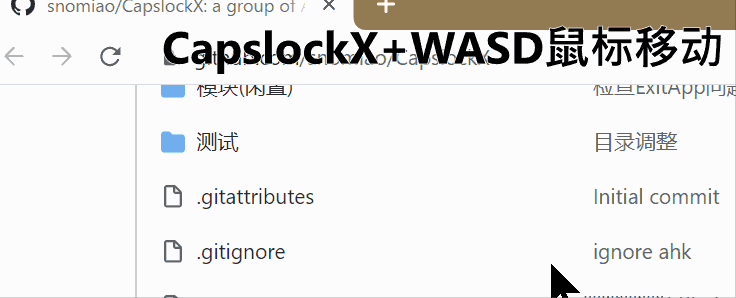 snomiao/CapslockX: a group of A
CapslockX+WASD鼠标移动
github.com/snomiao/CapslockX
模块(闲置) 检查ExitApp问题
测试 目录调整
.gitattributes Initial commit
.gitignore ignore ahk